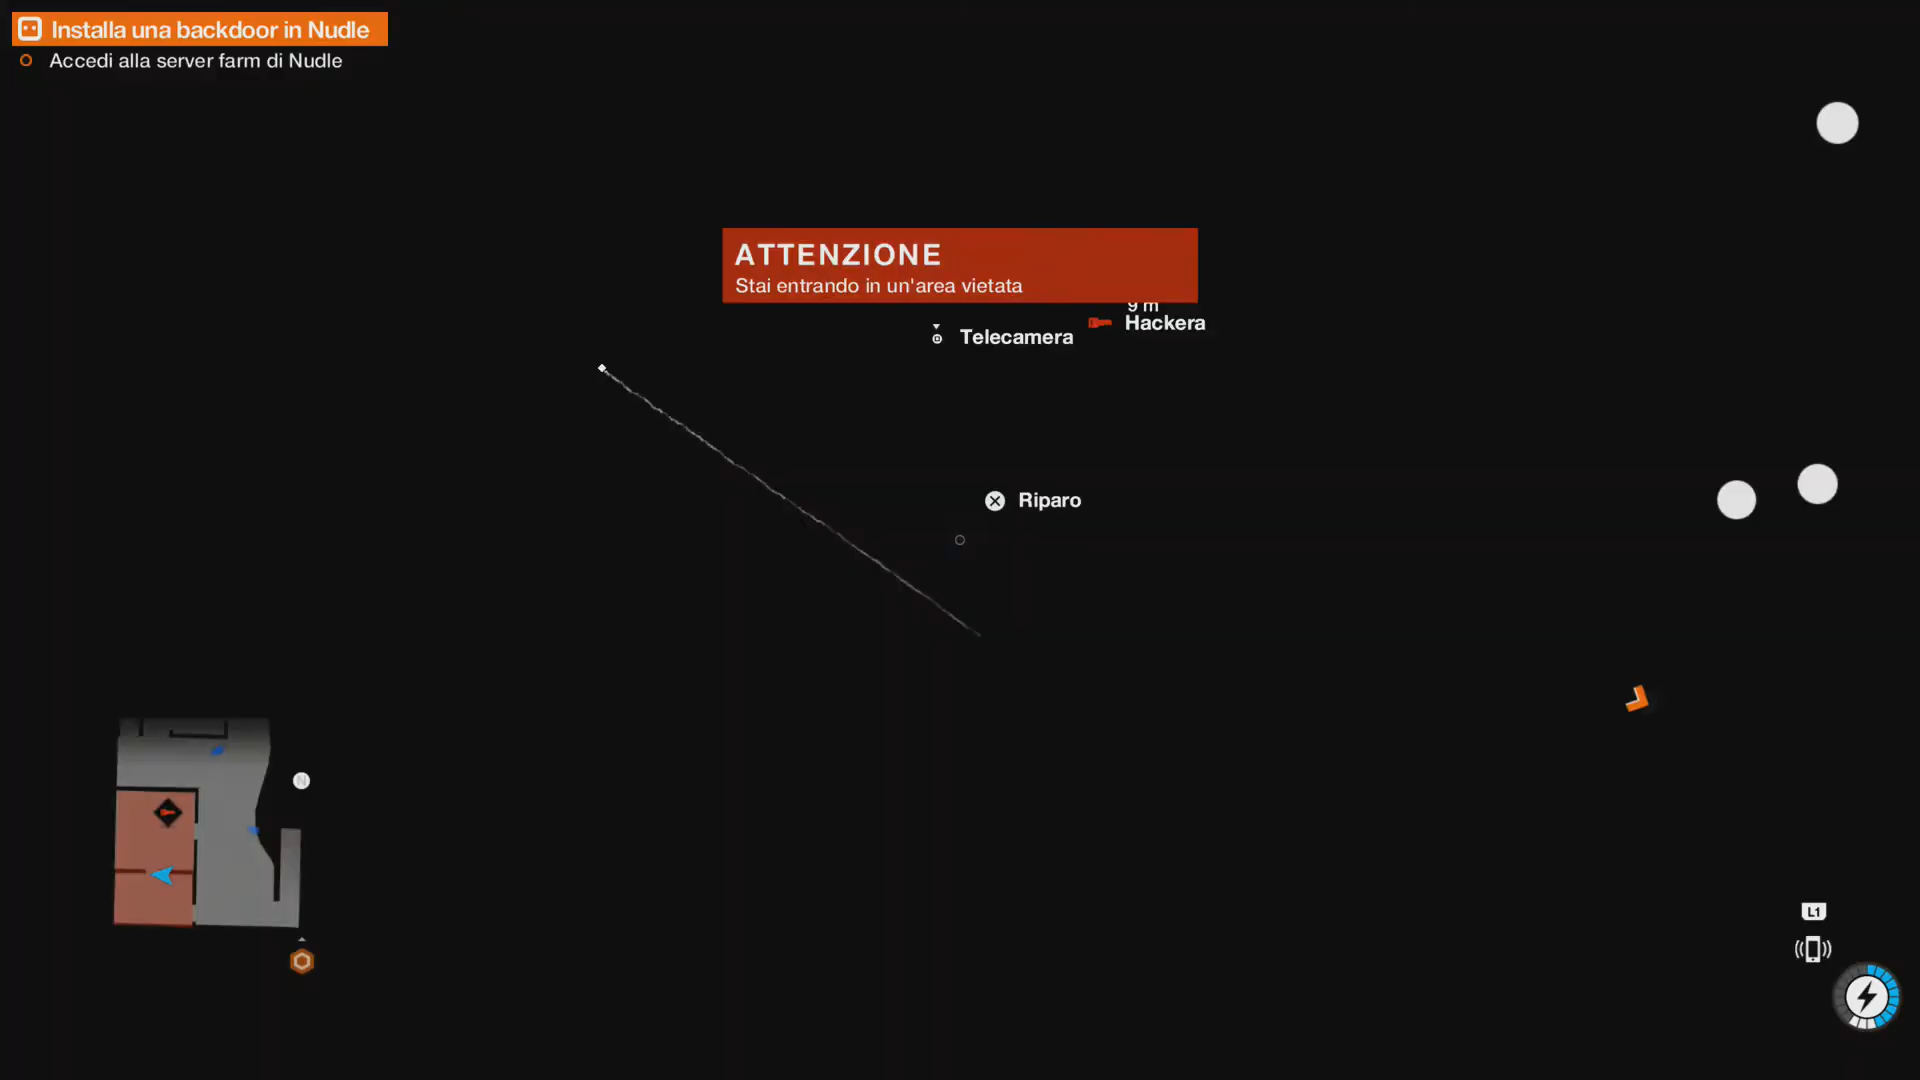 Installa una backdoor in Nudle
Accedi alla server farm di Nudle
ATTENZIONE
Stai entrando in un'area vietata
9 m
Hackera
Telecamera
Riparo
N
L1